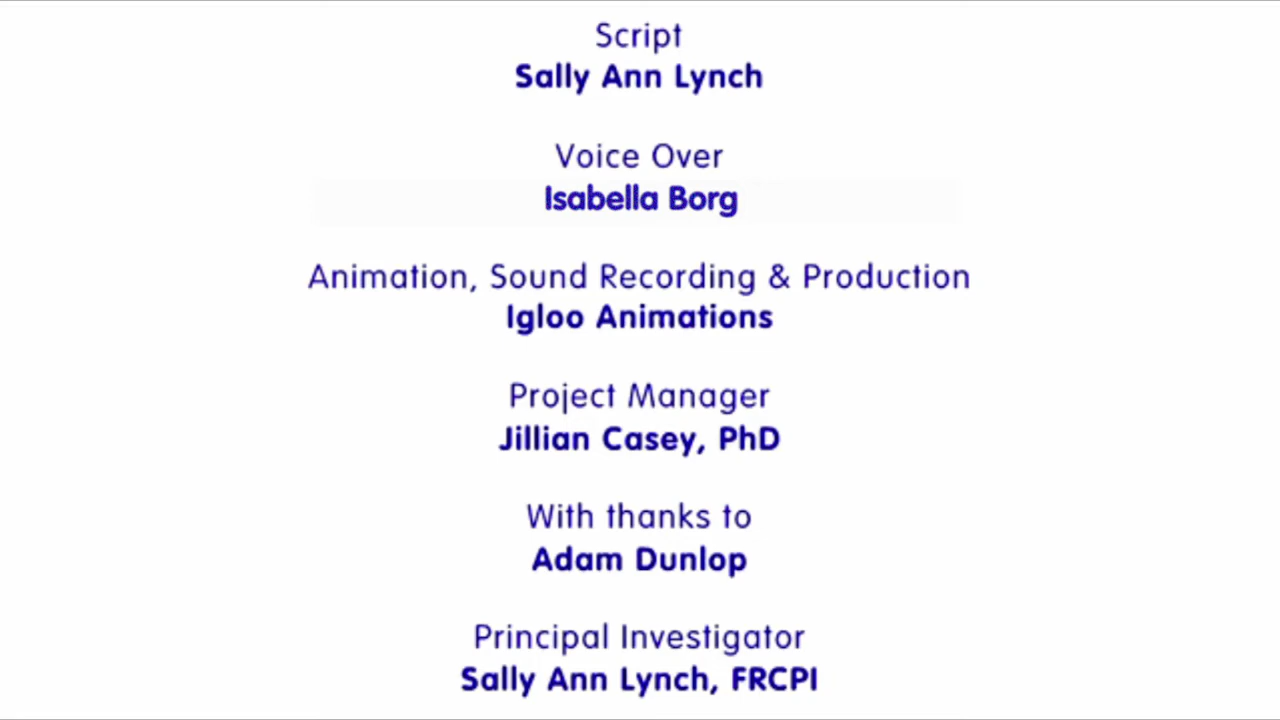 Script
Sally Ann Lynch
Voice Over
Isabella Borg
Animation, Sound Recording & Production
Igloo Animations
Project Manager
Jillian Casey, PhD
With thanks to
Adam Dunlop
Principal Investigator
Sally Ann Lynch, FRCPI